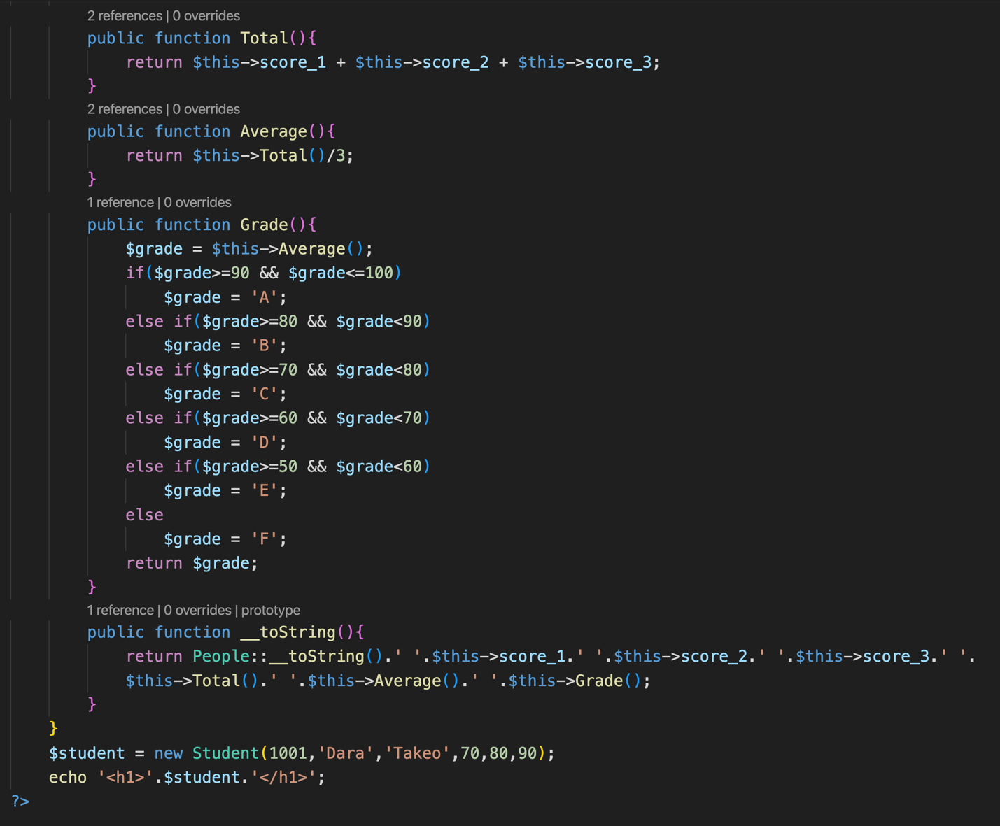 2 references | 0 overrides
public function Total(){
return $this->score_1 + $this->score_2 + $this->score_3;
}
2 references | 0 overrides
public function Average(){
return $this->Total()/3;
}
1 reference | 0 overrides
public function Grade(){
$grade = $this->Average();
if($grade>=90 && $grade<=100)
$grade = 'A';
else if($grade>=80 && $grade<90)
$grade = 'B';
else if($grade>=70 && $grade<80)
$grade = 'C';
else if($grade>=60 && $grade<70)
$grade = 'D';
else if($grade>=50 && $grade<60)
$grade = 'E';
else
$grade = 'F';
return $grade;
}
1 reference | 0 overrides | prototype
public function __toString(){
return People::__toString().' '.$this->score_1.' '.$this->score_2.' '.$this->score_3.' '.
$this->Total().' '.$this->Average().' '.$this->Grade();
}
}
$student = new Student(1001,'Dara','Takeo',70,80,90);
echo '<h1>'.$student.'</h1>';
?>